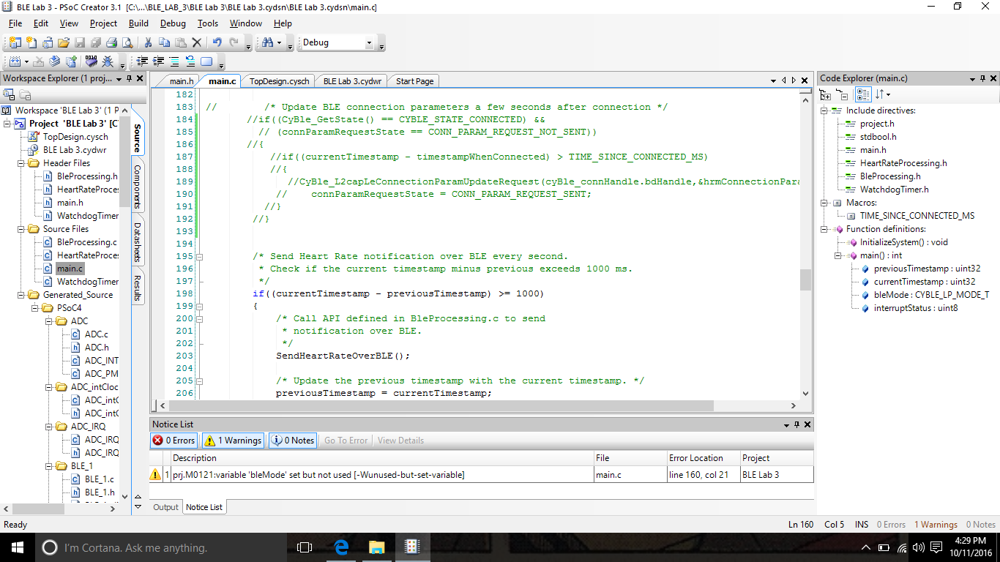 BLE Lab 3 - PSoC Creator 3.1 [C:\...\BLE_LAB_3\BLE Lab 3\BLE Lab 3.cydsn\BLE Lab 3.cydsn\main.c]
File Edit View Project Build Debug Tools Window Help
Debug
Workspace Explorer (1 proj...
Workspace 'BLE Lab 3' (1 P
Project 'BLE Lab 3' [C
TopDesign.cysch
BLE Lab 3.cydwr
Header Files
BleProcessing.h
HeartRateProces
main.h
WatchdogTimer
Source Files
BleProcessing.c
HeartRateProces
main.c
WatchdogTimer
Generated_Source
PSoC4
ADC
ADC.c
ADC.h
ADC_INT
ADC_PM
ADC_intClock
ADC_intC
ADC_intC
ADC_IRQ
ADC_IRQ
ADC_IRQ
BLE_1
BLE_1.c
BLE_1.h
Source
Components
Datasheets
Results
main.h main.c TopDesign.cysch BLE Lab 3.cydwr Start Page
182
183 // /* Update BLE connection parameters a few seconds after connection */
184 //if((CyBle_GetState() == CYBLE_STATE_CONNECTED) &&
185 // (connParamRequestState == CONN_PARAM_REQUEST_NOT_SENT))
186 //{
187 //if((currentTimestamp - timestampWhenConnected) > TIME_SINCE_CONNECTED_MS)
188 //{
189 //CyBle_L2capLeConnectionParamUpdateRequest(cyBle_connHandle.bdHandle,&hrmConnectionPara
190 // connParamRequestState = CONN_PARAM_REQUEST_SENT;
191 //}
192 //}
193
194
195 /* Send Heart Rate notification over BLE every second.
196 * Check if the current timestamp minus previous exceeds 1000 ms.
197 */
198 if((currentTimestamp - previousTimestamp) >= 1000)
199 {
200 /* Call API defined in BleProcessing.c to send
201 * notification over BLE.
202 */
203 SendHeartRateOverBLE();
204
205 /* Update the previous timestamp with the current timestamp. */
206 previousTimestamp = currentTimestamp;
Code Explorer (main.c)
Include directives:
project.h
stdbool.h
main.h
HeartRateProcessing.h
BleProcessing.h
WatchdogTimer.h
Macros:
TIME_SINCE_CONNECTED_MS
Function definitions:
InitializeSystem() : void
main() : int
previousTimestamp : uint32
currentTimestamp : uint32
bleMode : CYBLE_LP_MODE_T
interruptStatus : uint8
Notice List
0 Errors 1 Warnings 0 Notes Go To Error View Details
Description File Error Location Project
1 prj.M0121:variable 'bleMode' set but not used [-Wunused-but-set-variable] main.c line 160, col 21 BLE Lab 3
Output Notice List
Ready Ln 160 Col 5 INS 0 Errors 1 Warnings 0 Notes
I'm Cortana. Ask me anything.
4:29 PM
10/11/2016